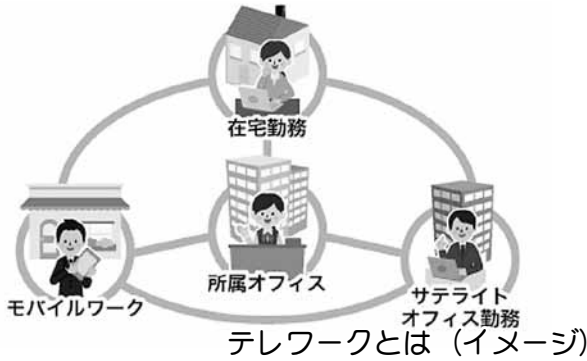 在宅勤務
所属オフィス
モバイルワーク
サテライト
オフィス勤務
テレワークとは（イメージ）